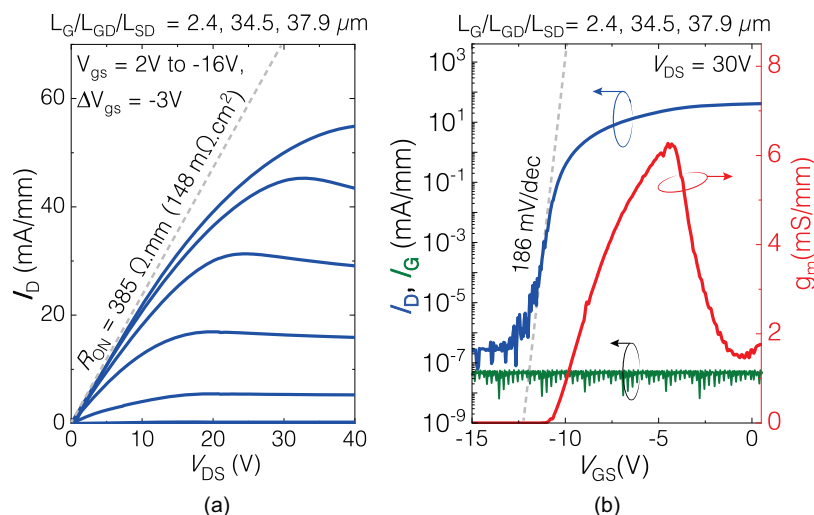 L_G/L_GD/L_SD = 2.4, 34.5, 37.9 µm
V_gs = 2V to -16V,
ΔV_gs = -3V
R_ON = 385 Ω.mm (148 mΩ.cm²)
60
40
20
0
I_D (mA/mm)
0
10
20
30
40
V_DS (V)
(a)
L_G/L_GD/L_SD= 2.4, 34.5, 37.9 µm
V_DS = 30V
186 mV/dec
10⁴
10³
10¹
10⁻¹
10⁻³
10⁻⁵
10⁻⁷
10⁻⁹
I_D, I_G (mA/mm)
8
6
4
2
0
g_m(mS/mm)
-15
-10
-5
0
V_GS(V)
(b)